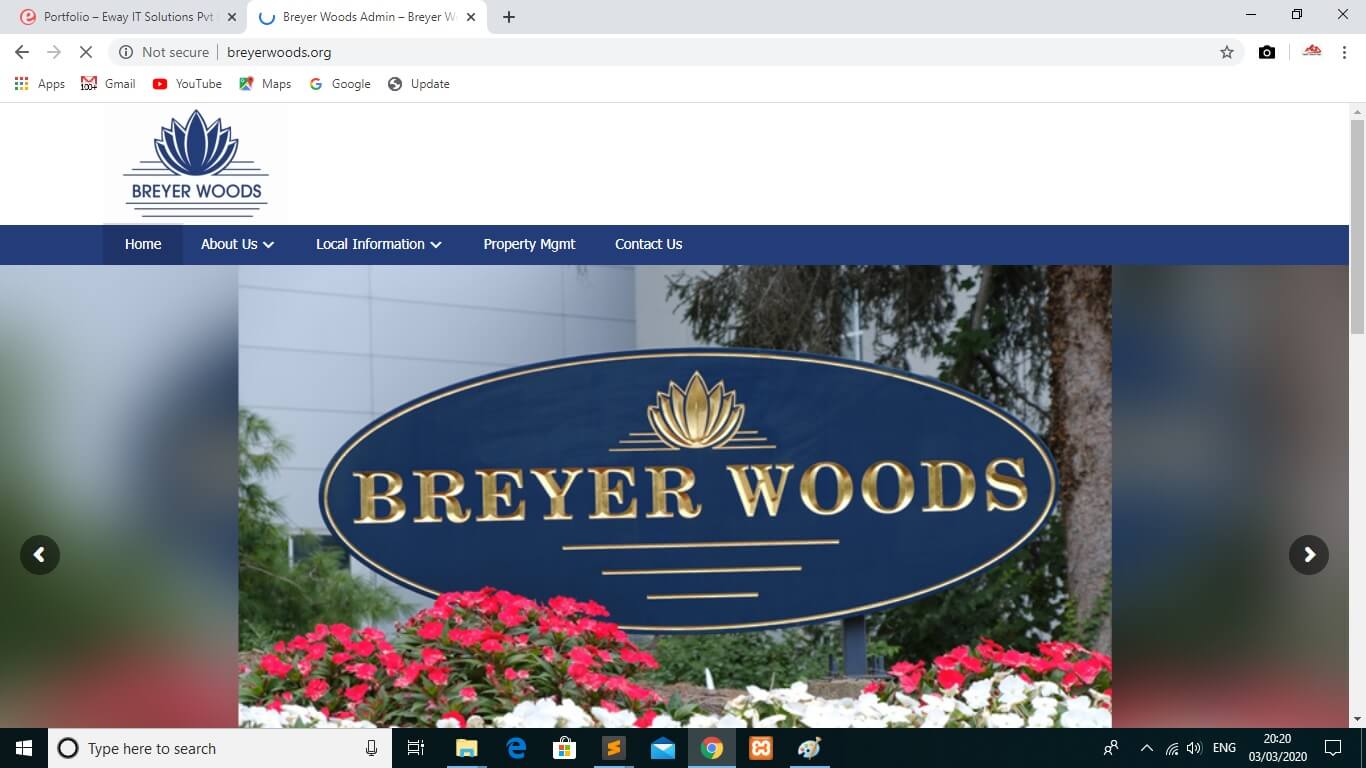 Portfolio – Eway IT Solutions Pvt
Breyer Woods Admin – Breyer W
Not secure | breyerwoods.org
Apps Gmail YouTube Maps Google Update
BREYER WOODS
Home About Us Local Information Property Mgmt Contact Us
BREYER WOODS
Type here to search
ENG
20:20
03/03/2020